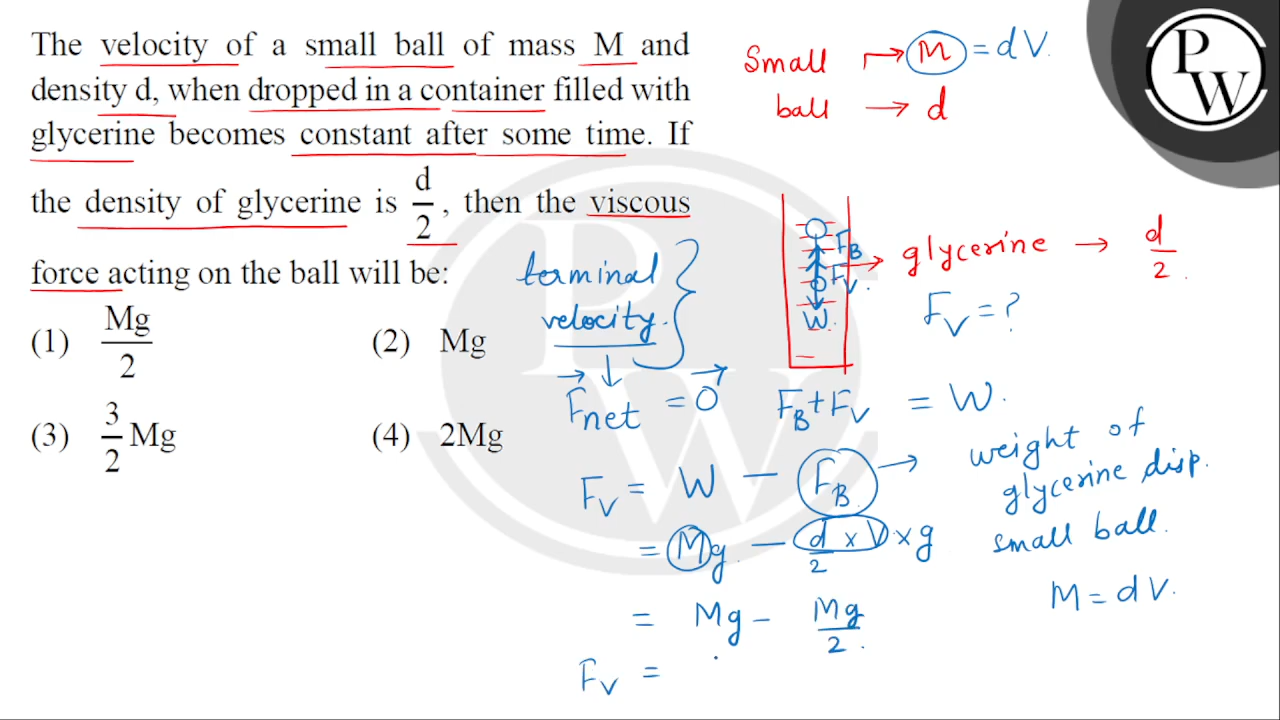 The velocity of a small ball of mass M and
density d, when dropped in a container filled with
glycerine becomes constant after some time. If
the density of glycerine is d/2, then the viscous
force acting on the ball will be:
(1) Mg/2 (2) Mg
(3) 3/2 Mg (4) 2Mg
Small → M = dV.
ball → d
glycerine → d/2.
F_B
F_V.
W.
F_V = ?
terminal
velocity.
F_net = 0
F_B + F_V = W.
F_V = W − F_B → weight of
glycerine disp.
small ball.
= Mg − d/2 × V × g
M = dV.
= Mg − Mg/2.
F_V =
PW
PW